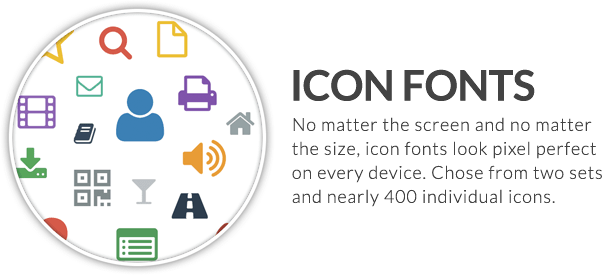 ICON FONTS
No matter the screen and no matter
the size, icon fonts look pixel perfect
on every device. Chose from two sets
and nearly 400 individual icons.